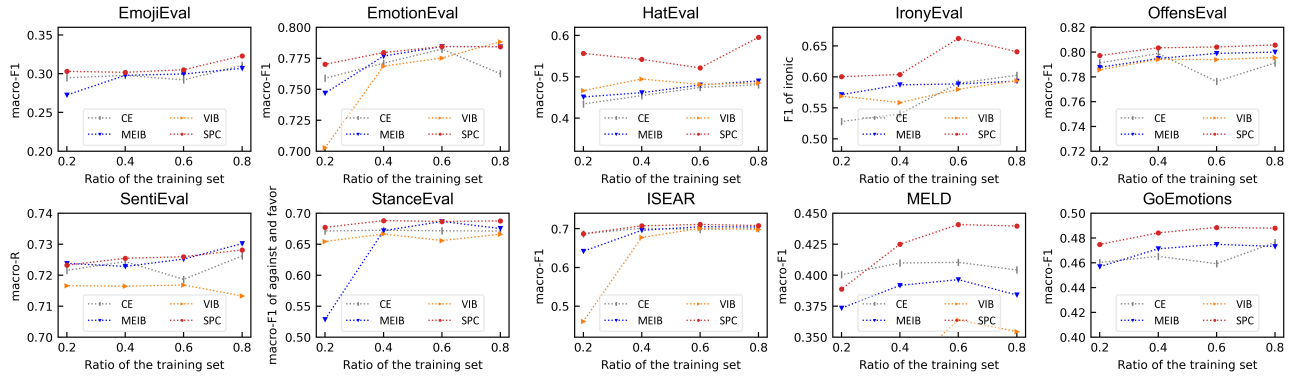 EmojiEval
macro-F1
0.35
0.30
0.25
0.20
CE
MEIB
VIB
SPC
0.2 0.4 0.6 0.8
Ratio of the training set
EmotionEval
macro-F1
0.800
0.775
0.750
0.725
0.700
CE
MEIB
VIB
SPC
0.2 0.4 0.6 0.8
Ratio of the training set
HatEval
macro-F1
0.6
0.5
0.4
CE
MEIB
VIB
SPC
0.2 0.4 0.6 0.8
Ratio of the training set
IronyEval
F1 of ironic
0.65
0.60
0.55
0.50
CE
MEIB
VIB
SPC
0.2 0.4 0.6 0.8
Ratio of the training set
OffensEval
macro-F1
0.82
0.80
0.78
0.76
0.74
0.72
CE
MEIB
VIB
SPC
0.2 0.4 0.6 0.8
Ratio of the training set
SentiEval
macro-R
0.74
0.73
0.72
0.71
0.70
CE
MEIB
VIB
SPC
0.2 0.4 0.6 0.8
Ratio of the training set
StanceEval
macro-F1 of against and favor
0.70
0.65
0.60
0.55
0.50
CE
MEIB
VIB
SPC
0.2 0.4 0.6 0.8
Ratio of the training set
ISEAR
macro-F1
0.7
0.6
0.5
CE
MEIB
VIB
SPC
0.2 0.4 0.6 0.8
Ratio of the training set
MELD
macro-F1
0.450
0.425
0.400
0.375
0.350
CE
MEIB
VIB
SPC
0.2 0.4 0.6 0.8
Ratio of the training set
GoEmotions
macro-F1
0.50
0.48
0.46
0.44
0.42
0.40
CE
MEIB
VIB
SPC
0.2 0.4 0.6 0.8
Ratio of the training set